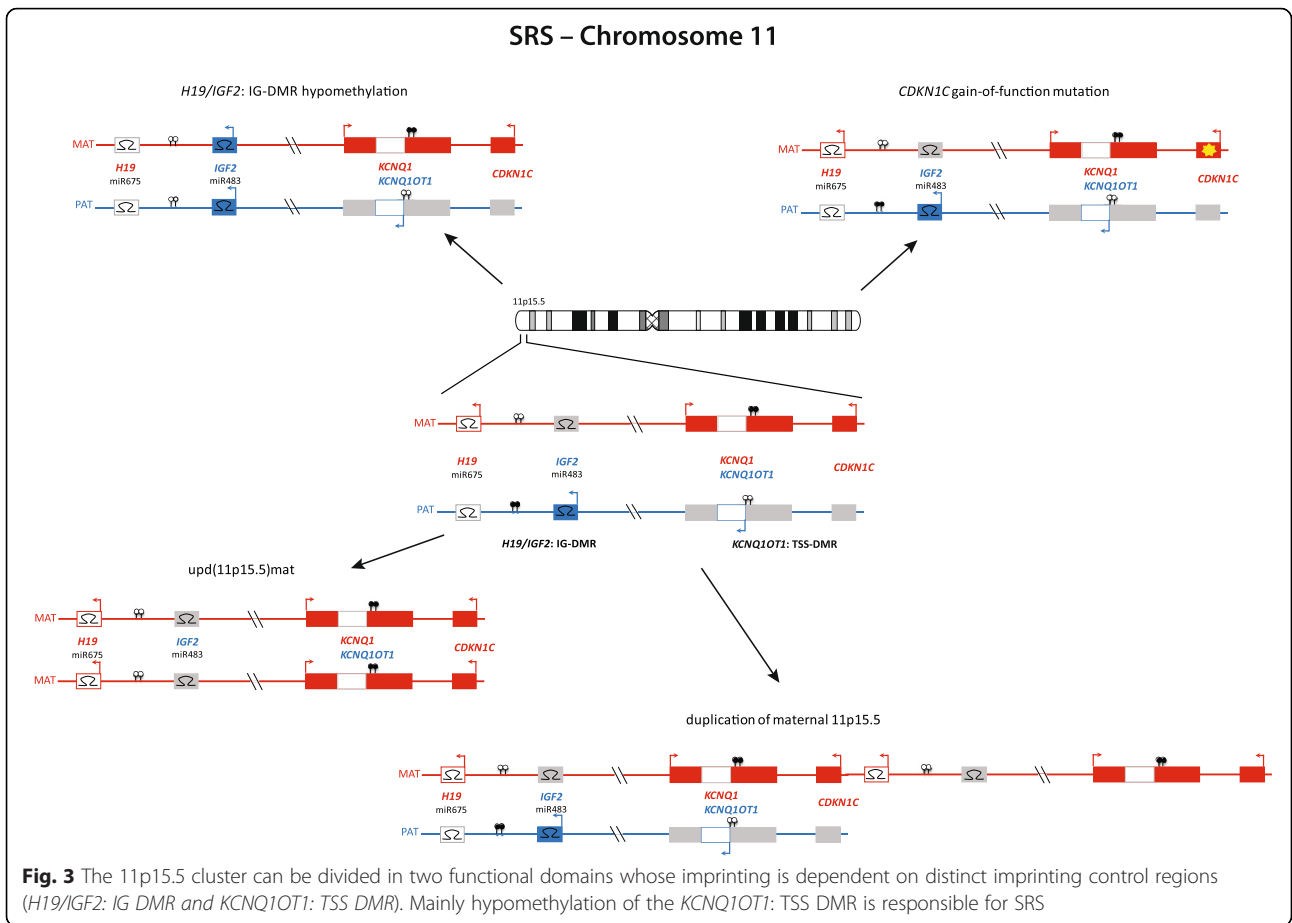 SRS – Chromosome 11
H19/IGF2: IG-DMR hypomethylation
MAT
H19
miR675
IGF2
miR483
KCNQ1
KCNQ1OT1
CDKN1C
PAT
CDKN1C gain-of-function mutation
MAT
H19
miR675
IGF2
miR483
KCNQ1
KCNQ1OT1
CDKN1C
PAT
11p15.5
MAT
H19
miR675
IGF2
miR483
KCNQ1
KCNQ1OT1
CDKN1C
PAT
H19/IGF2: IG-DMR
KCNQ1OT1: TSS-DMR
upd(11p15.5)mat
MAT
H19
miR675
IGF2
miR483
KCNQ1
KCNQ1OT1
CDKN1C
MAT
duplication of maternal 11p15.5
MAT
H19
miR675
IGF2
miR483
KCNQ1
KCNQ1OT1
CDKN1C
PAT
Fig. 3 The 11p15.5 cluster can be divided in two functional domains whose imprinting is dependent on distinct imprinting control regions
(H19/IGF2: IG DMR and KCNQ1OT1: TSS DMR). Mainly hypomethylation of the KCNQ1OT1: TSS DMR is responsible for SRS